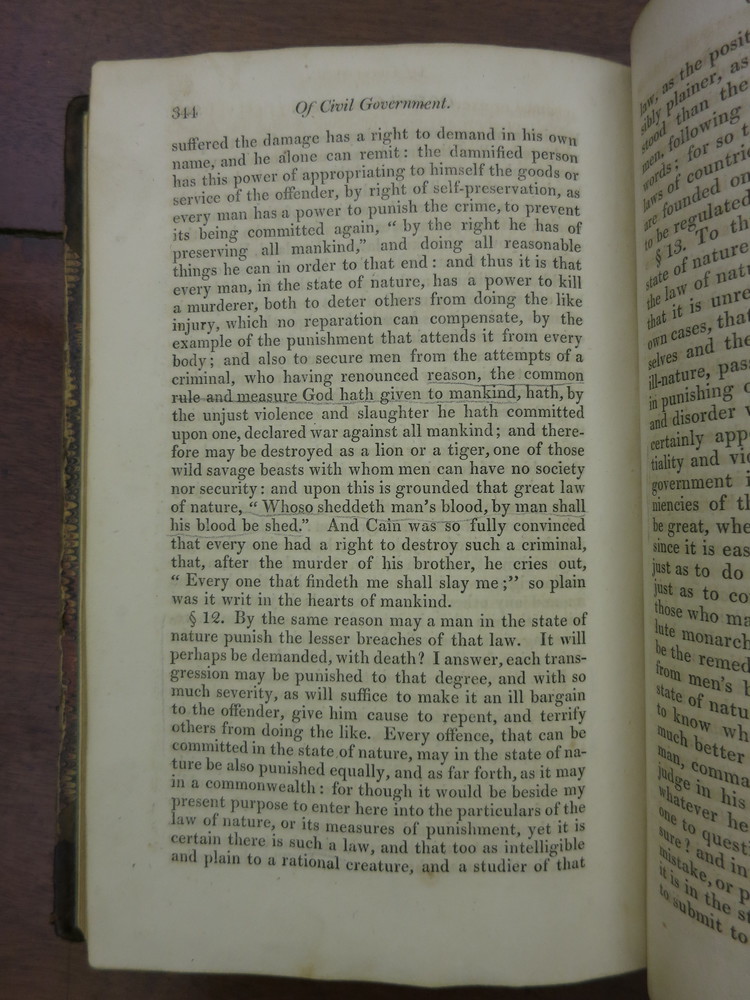 344
Of Civil Government.
suffered the damage has a right to demand in his own
name, and he alone can remit: the damnified person
has this power of appropriating to himself the goods or
service of the offender, by right of self-preservation, as
every man has a power to punish the crime, to prevent
its being committed again, “ by the right he has of
preserving all mankind,” and doing all reasonable
things he can in order to that end: and thus it is that
every man, in the state of nature, has a power to kill
a murderer, both to deter others from doing the like
injury, which no reparation can compensate, by the
example of the punishment that attends it from every
body; and also to secure men from the attempts of a
criminal, who having renounced reason, the common
rule and measure God hath given to mankind, hath, by
the unjust violence and slaughter he hath committed
upon one, declared war against all mankind; and there-
fore may be destroyed as a lion or a tiger, one of those
wild savage beasts with whom men can have no society
nor security: and upon this is grounded that great law
of nature, “ Whoso sheddeth man's blood, by man shall
his blood be shed.” And Cain was so fully convinced
that every one had a right to destroy such a criminal,
that, after the murder of his brother, he cries out,
“ Every one that findeth me shall slay me;” so plain
was it writ in the hearts of mankind.
§ 12. By the same reason may a man in the state of
nature punish the lesser breaches of that law. It will
perhaps be demanded, with death? I answer, each trans-
gression may be punished to that degree, and with so
much severity, as will suffice to make it an ill bargain
to the offender, give him cause to repent, and terrify
others from doing the like. Every offence, that can be
committed in the state of nature, may in the state of na-
ture be also punished equally, and as far forth, as it may
in a commonwealth: for though it would be beside my
present purpose to enter here into the particulars of the
law of nature, or its measures of punishment, yet it is
certain there is such a law, and that too as intelligible
and plain to a rational creature, and a studier of that
law, as the
sibly plainer, as
stood than the
men, following
words; for so
laws of
are founded on
to be regulated
§ 13. To
state of nature
the law of
that it is
own cases, that
selves and the
ill-nature,
in punishing
and disorder
certainly
tiality and
government
niencies of
be great,
since it is
just as to do
just as to
those who
lute
be the
from men's
state of
to know
much better
man,
judge in his
whatever he
one to
sure? and in
mistake, or
it is in the
to submit to